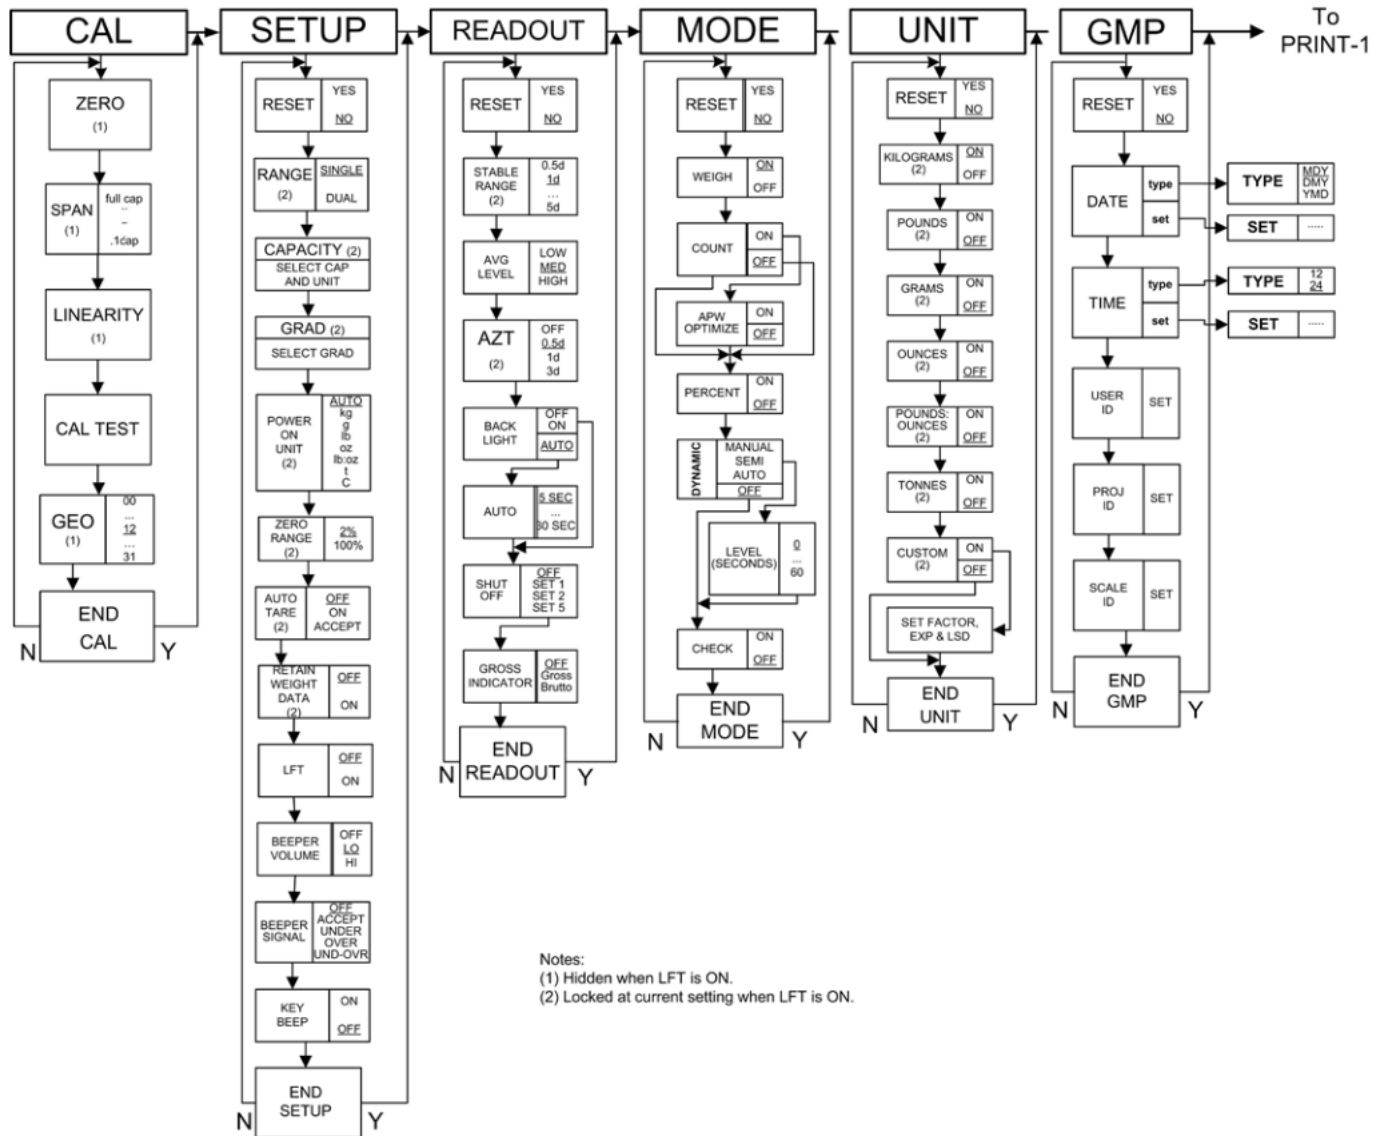 CAL
SETUP
READOUT
MODE
UNIT
GMP
To
PRINT-1
ZERO
(1)
SPAN
(1)
full cap
..
–
.1cap
LINEARITY
(1)
CAL TEST
GEO
(1)
00
...
12
...
31
END
CAL
N
Y
RESET
YES
NO
RANGE
(2)
SINGLE
DUAL
CAPACITY (2)
SELECT CAP
AND UNIT
GRAD (2)
SELECT GRAD
POWER
ON
UNIT
(2)
AUTO
kg
g
lb
oz
lb:oz
t
C
ZERO
RANGE
(2)
2%
100%
AUTO
TARE
(2)
OFF
ON
ACCEPT
RETAIN
WEIGHT
DATA
(2)
OFF
ON
LFT
OFF
ON
BEEPER
VOLUME
OFF
LO
HI
BEEPER
SIGNAL
OFF
ACCEPT
UNDER
OVER
UND-OVR
KEY
BEEP
ON
OFF
END
SETUP
N
Y
RESET
YES
NO
STABLE
RANGE
(2)
0.5d
1d
...
5d
AVG
LEVEL
LOW
MED
HIGH
AZT
(2)
OFF
0.5d
1d
3d
BACK
LIGHT
OFF
ON
AUTO
AUTO
5 SEC
...
30 SEC
SHUT
OFF
OFF
SET 1
SET 2
SET 5
GROSS
INDICATOR
OFF
Gross
Brutto
END
READOUT
N
Y
RESET
YES
NO
WEIGH
ON
OFF
COUNT
ON
OFF
APW
OPTIMIZE
ON
OFF
PERCENT
ON
OFF
DYNAMIC
MANUAL
SEMI
AUTO
OFF
LEVEL
(SECONDS)
0
...
60
CHECK
ON
OFF
END
MODE
N
Y
RESET
YES
NO
KILOGRAMS
(2)
ON
OFF
POUNDS
(2)
ON
OFF
GRAMS
(2)
ON
OFF
OUNCES
(2)
ON
OFF
POUNDS:
OUNCES
(2)
ON
OFF
TONNES
(2)
ON
OFF
CUSTOM
(2)
ON
OFF
SET FACTOR,
EXP & LSD
END
UNIT
N
Y
RESET
YES
NO
DATE
type
set
TYPE
MDY
DMY
YMD
SET
.....
TIME
type
set
TYPE
12
24
SET
.....
USER
ID
SET
PROJ
ID
SET
SCALE
ID
SET
END
GMP
N
Y
Notes:
(1) Hidden when LFT is ON.
(2) Locked at current setting when LFT is ON.